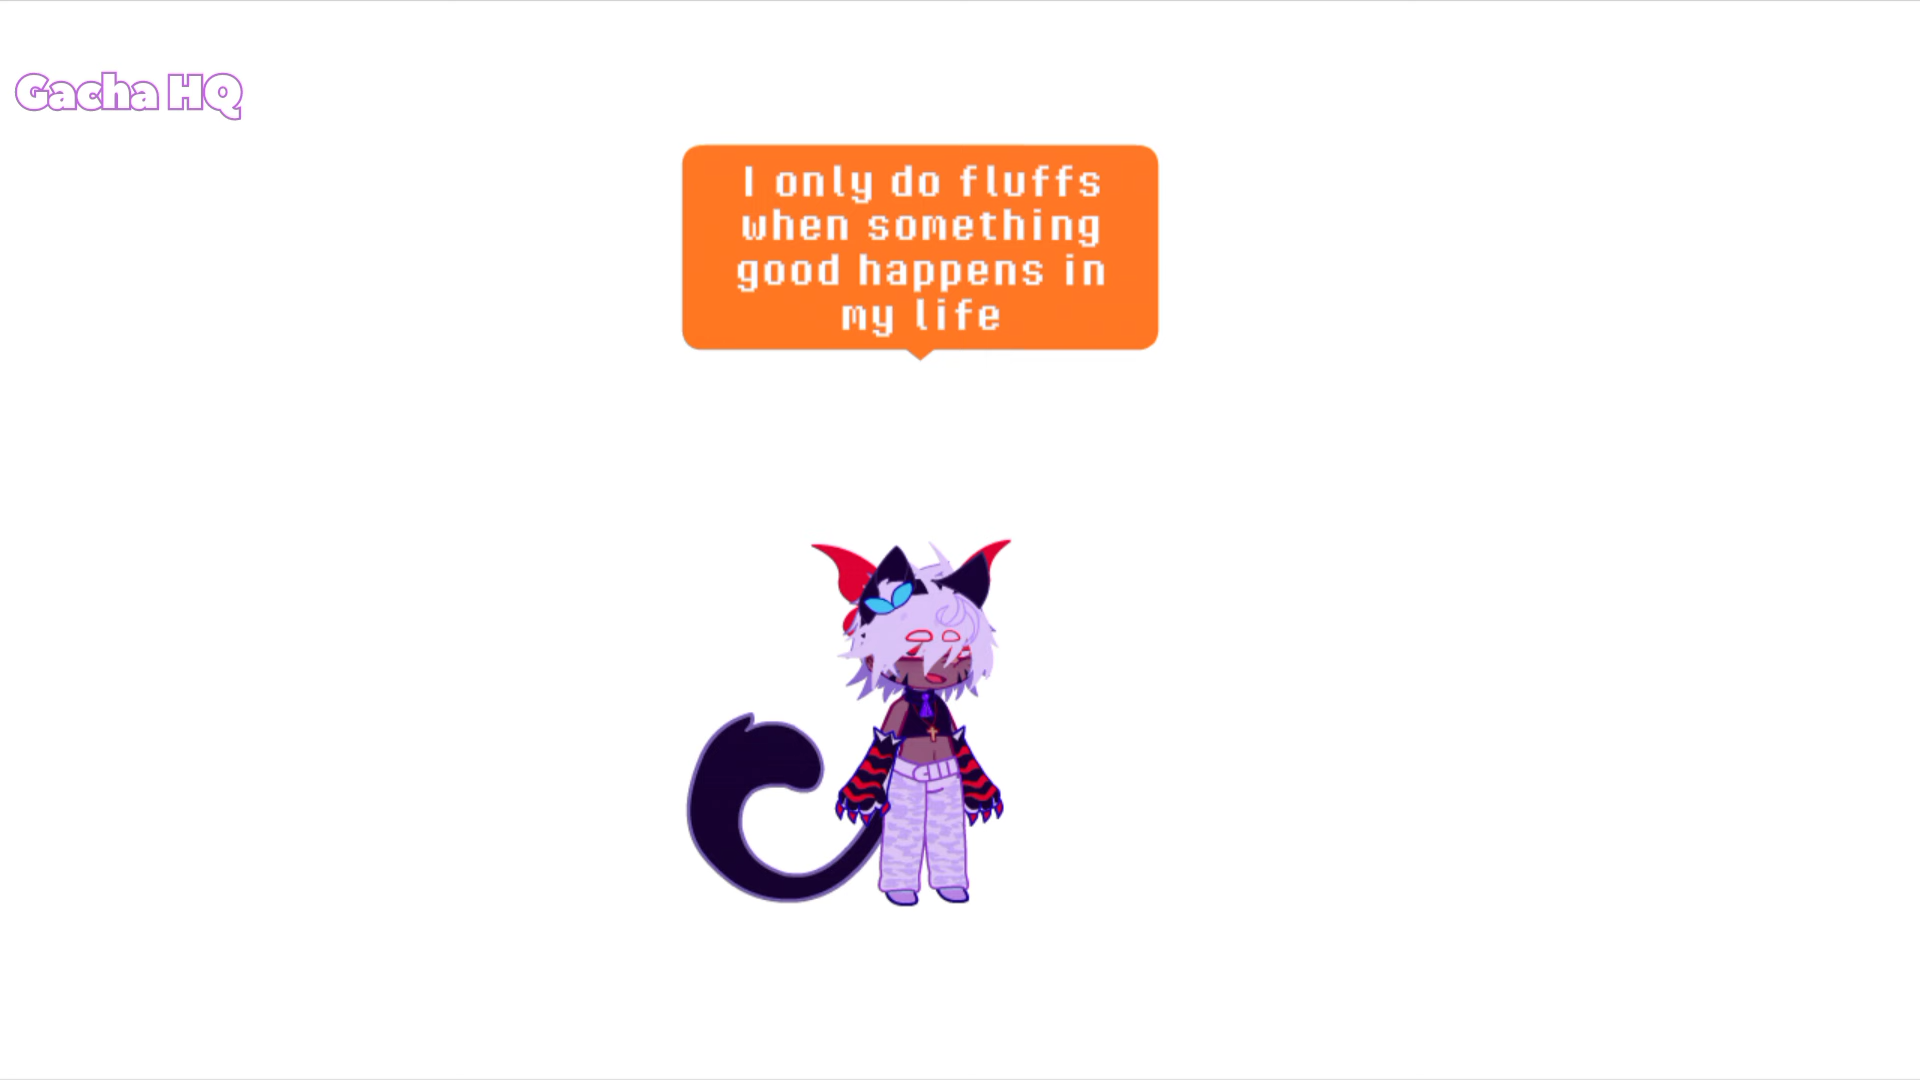 Gacha HQ
I only do fluffs
when something
good happens in
my life